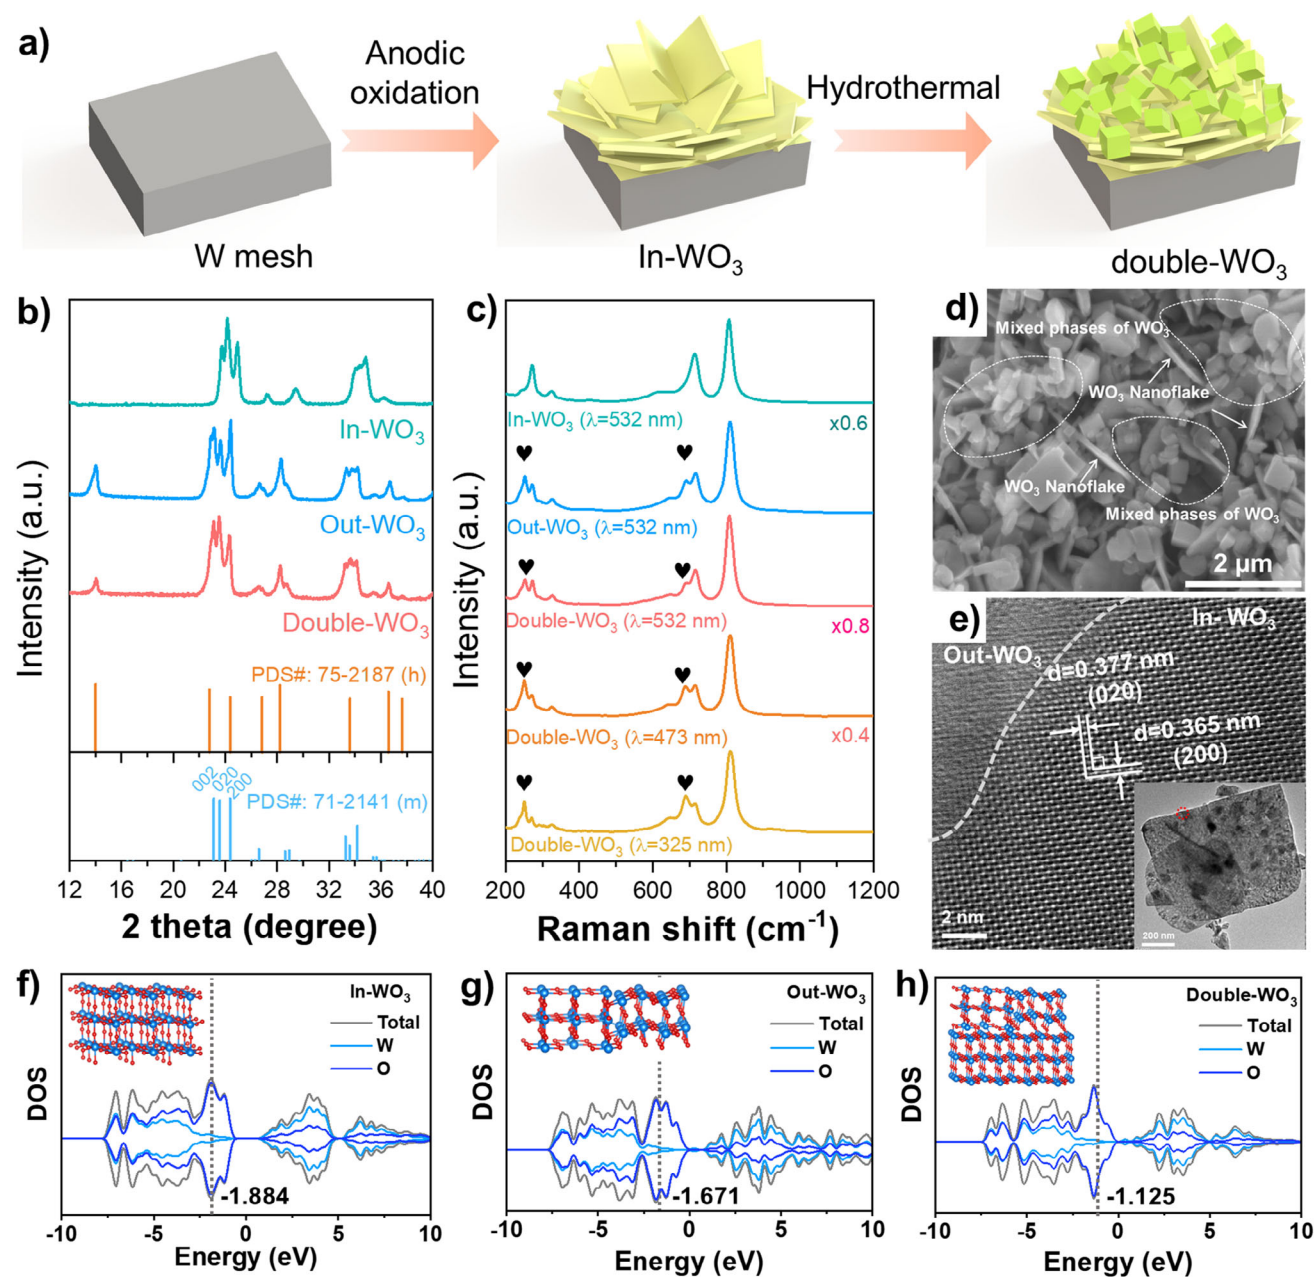 a)
Anodic
oxidation
Hydrothermal
W mesh
In-WO₃
double-WO₃
b)
Intensity (a.u.)
In-WO₃
Out-WO₃
Double-WO₃
PDS#: 75-2187 (h)
002
020
200
PDS#: 71-2141 (m)
12 16 20 24 28 32 36 40
2 theta (degree)
c)
Intensity (a.u.)
In-WO₃ (λ=532 nm)
x0.6
Out-WO₃ (λ=532 nm)
Double-WO₃ (λ=532 nm)
x0.8
Double-WO₃ (λ=473 nm)
x0.4
Double-WO₃ (λ=325 nm)
200 400 600 800 1000 1200
Raman shift (cm⁻¹)
d)
Mixed phases of WO₃
WO₃ Nanoflake
WO₃ Nanoflake
Mixed phases of WO₃
2 μm
e)
In- WO₃
Out-WO₃
d=0.377 nm
(020)
d=0.365 nm
(200)
2 nm
200 nm
f)
In-WO₃
Total
W
O
DOS
-1.884
-10 -5 0 5 10
Energy (eV)
g)
Out-WO₃
Total
W
O
DOS
-1.671
-10 -5 0 5 10
Energy (eV)
h)
Double-WO₃
Total
W
O
DOS
-1.125
-10 -5 0 5 10
Energy (eV)